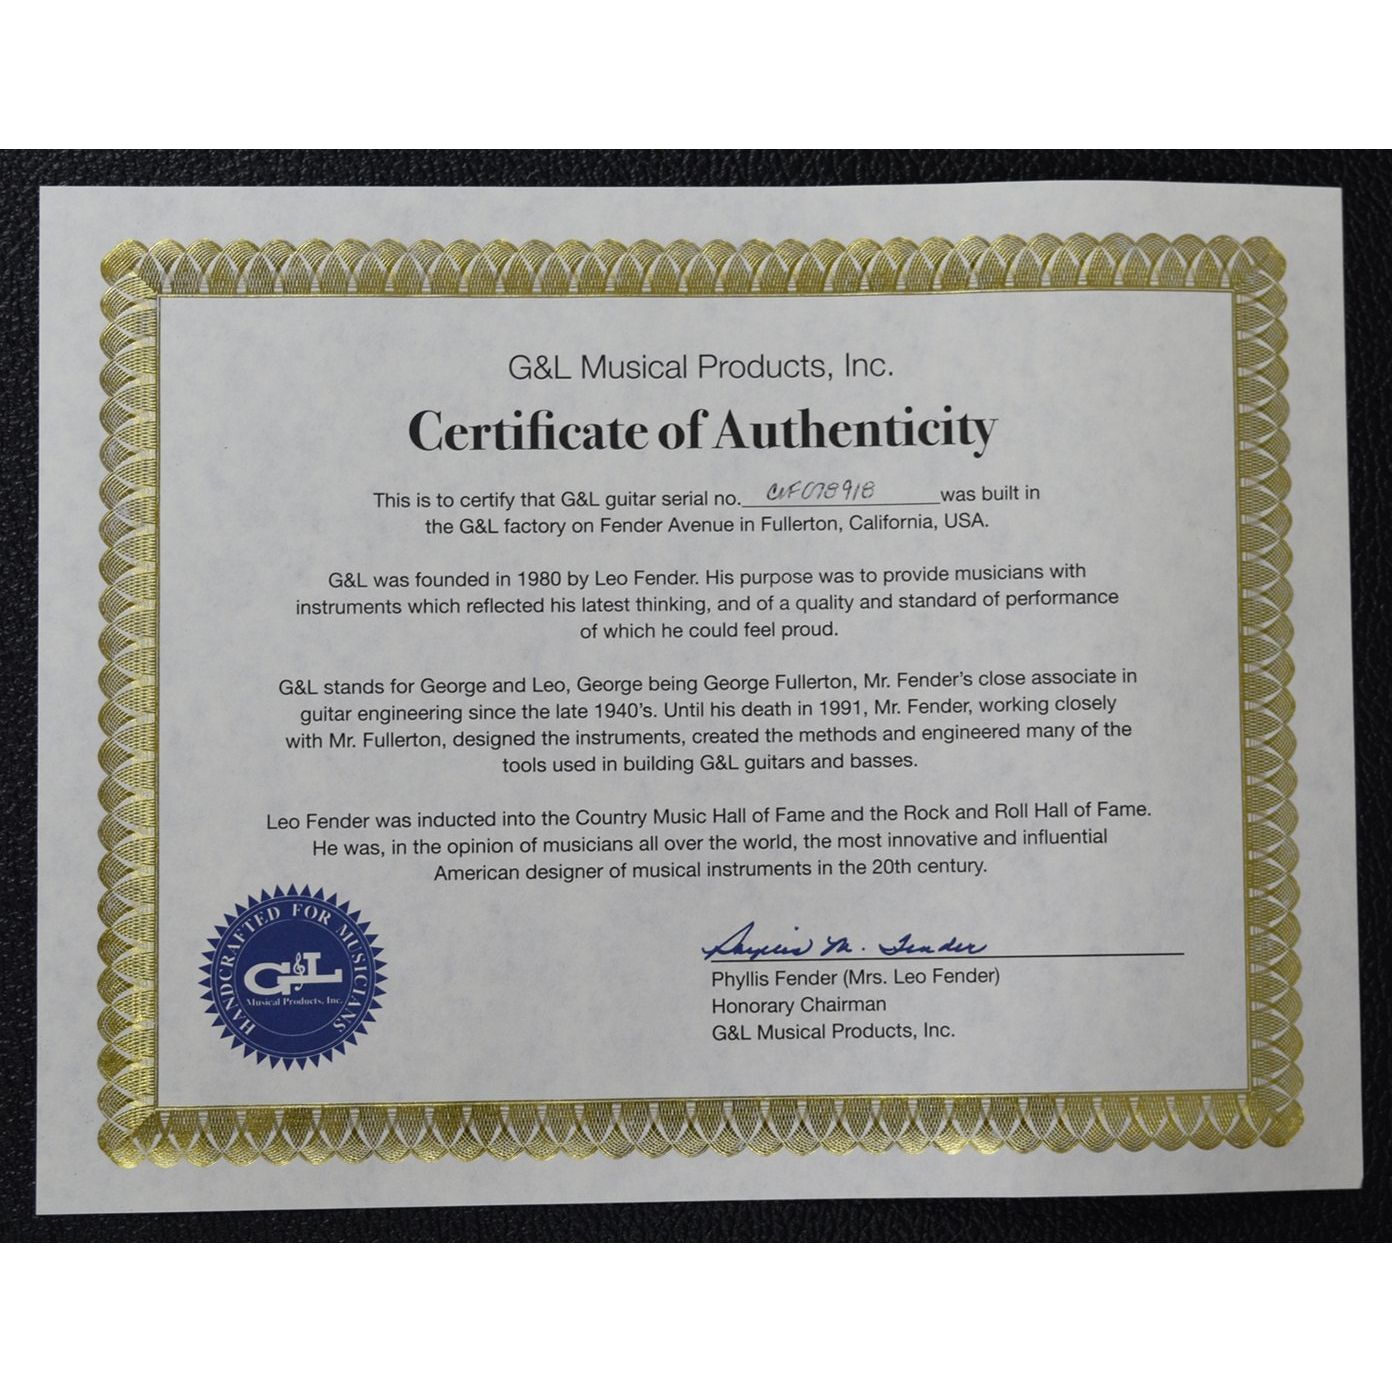 G&L Musical Products, Inc.
Certificate of Authenticity
This is to certify that G&L guitar serial no. CLF078918 was built in
the G&L factory on Fender Avenue in Fullerton, California, USA.
G&L was founded in 1980 by Leo Fender. His purpose was to provide musicians with
instruments which reflected his latest thinking, and of a quality and standard of performance
of which he could feel proud.
G&L stands for George and Leo, George being George Fullerton, Mr. Fender's close associate in
guitar engineering since the late 1940's. Until his death in 1991, Mr. Fender, working closely
with Mr. Fullerton, designed the instruments, created the methods and engineered many of the
tools used in building G&L guitars and basses.
Leo Fender was inducted into the Country Music Hall of Fame and the Rock and Roll Hall of Fame.
He was, in the opinion of musicians all over the world, the most innovative and influential
American designer of musical instruments in the 20th century.
HANDCRAFTED FOR MUSICIANS
G&L
Musical Products, Inc.
Phyllis M. Fender
Phyllis Fender (Mrs. Leo Fender)
Honorary Chairman
G&L Musical Products, Inc.